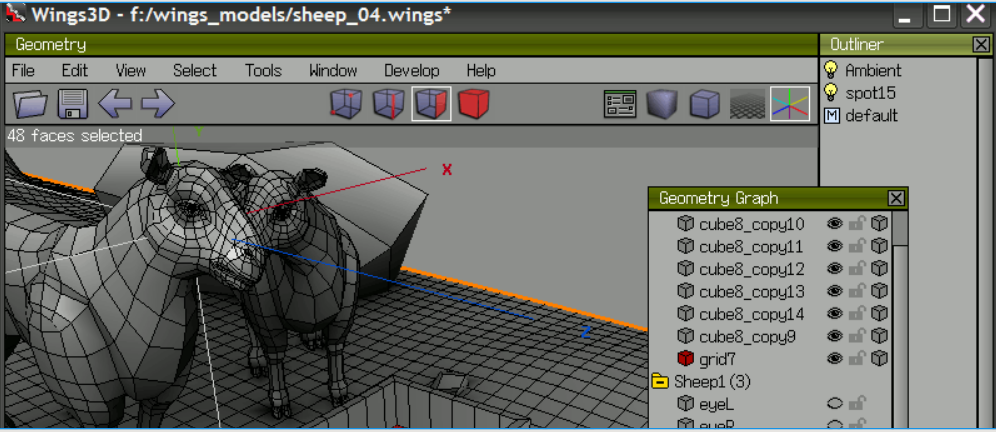 Wings3D - f:/wings_models/sheep_04.wings*
Geometry
Outliner
File Edit View Select Tools Window Develop Help
Ambient
spot15
M default
48 faces selected
Y
X
Z
Geometry Graph
cube8_copy10
cube8_copy11
cube8_copy12
cube8_copy13
cube8_copy14
cube8_copy9
grid7
Sheep1 (3)
eyeL
eyeR